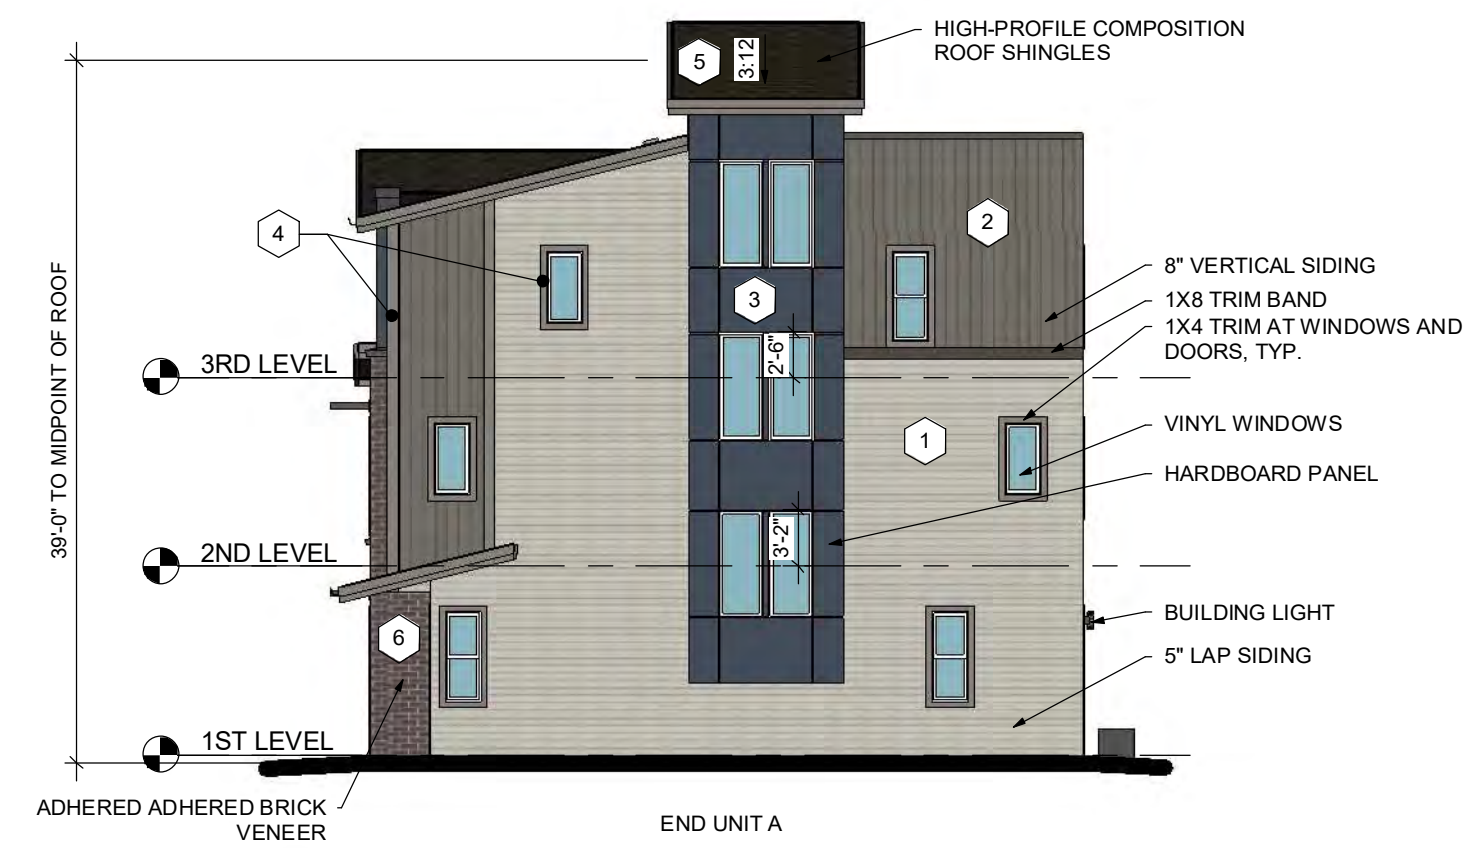 HIGH-PROFILE COMPOSITION
ROOF SHINGLES
5
3:12
39'-0" TO MIDPOINT OF ROOF
4
2
3
8" VERTICAL SIDING
1X8 TRIM BAND
1X4 TRIM AT WINDOWS AND
DOORS, TYP.
3RD LEVEL
2'-6"
1
VINYL WINDOWS
HARDBOARD PANEL
2ND LEVEL
3'-2"
6
BUILDING LIGHT
5" LAP SIDING
1ST LEVEL
ADHERED ADHERED BRICK
VENEER
END UNIT A